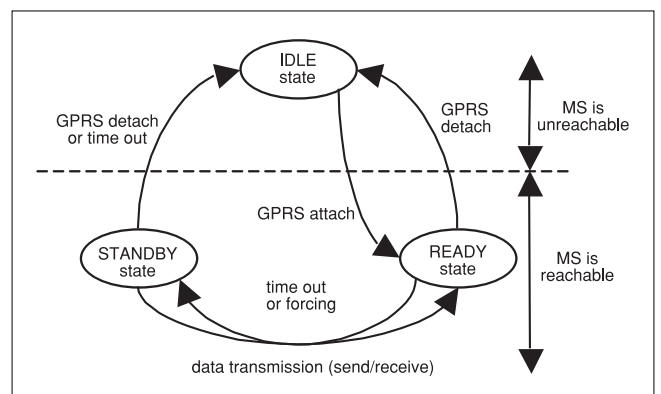 IDLE
state
GPRS detach
or time out
GPRS
detach
MS is
unreachable
GPRS attach
STANDBY
state
READY
state
time out
or forcing
MS is
reachable
data transmission (send/receive)